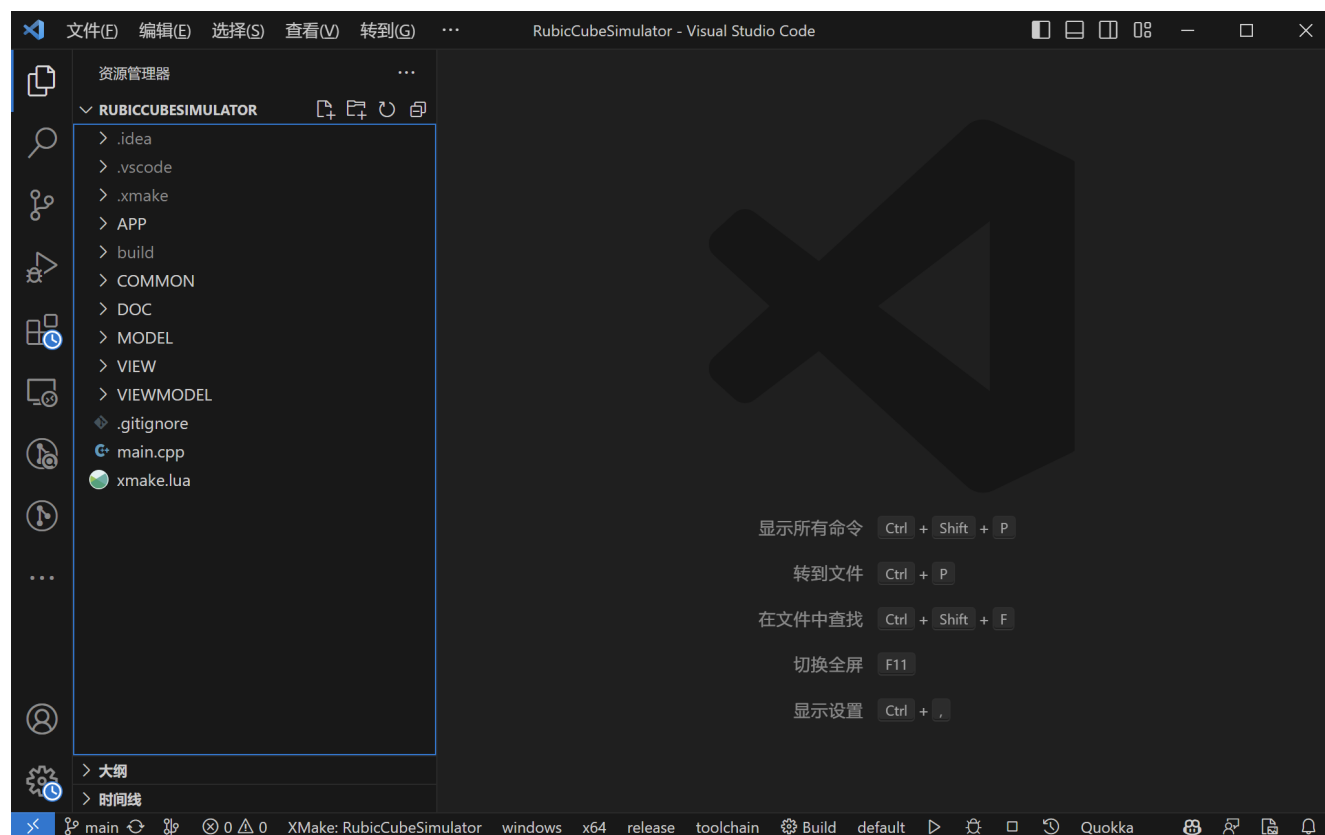 文件(F) 编辑(E) 选择(S) 查看(V) 转到(G) ··· RubicCubeSimulator - Visual Studio Code
资源管理器 ···
RUBICCUBESIMULATOR
.idea
.vscode
.xmake
APP
build
COMMON
DOC
MODEL
VIEW
VIEWMODEL
.gitignore
main.cpp
xmake.lua
显示所有命令 Ctrl + Shift + P
转到文件 Ctrl + P
在文件中查找 Ctrl + Shift + F
切换全屏 F11
显示设置 Ctrl + ,
大纲
时间线
main 0 0 XMake: RubicCubeSimulator windows x64 release toolchain Build default Quokka